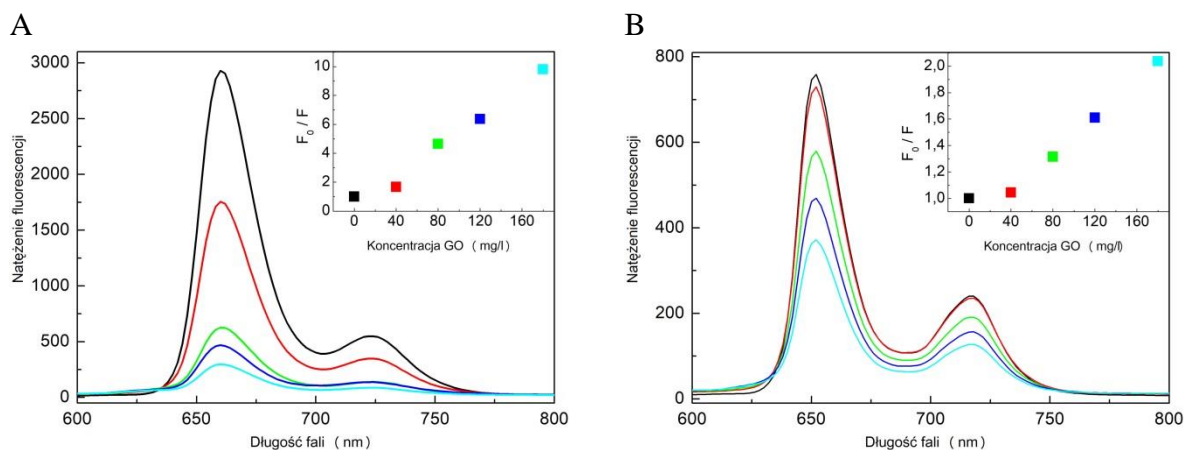 A
3000
2500
2000
1500
1000
500
0
600 650 700 750 800
Natężenie fluorescencji
Długość fali ( nm )
10
8
6
4
2
0
0 40 80 120 160
F0 / F
Koncentracja GO ( mg/l )
B
800
600
400
200
0
600 650 700 750 800
Natężenie fluorescencji
Długość fali ( nm )
2,0
1,8
1,6
1,4
1,2
1,0
0 40 80 120 160
F0 / F
Koncentracja GO ( mg/l)